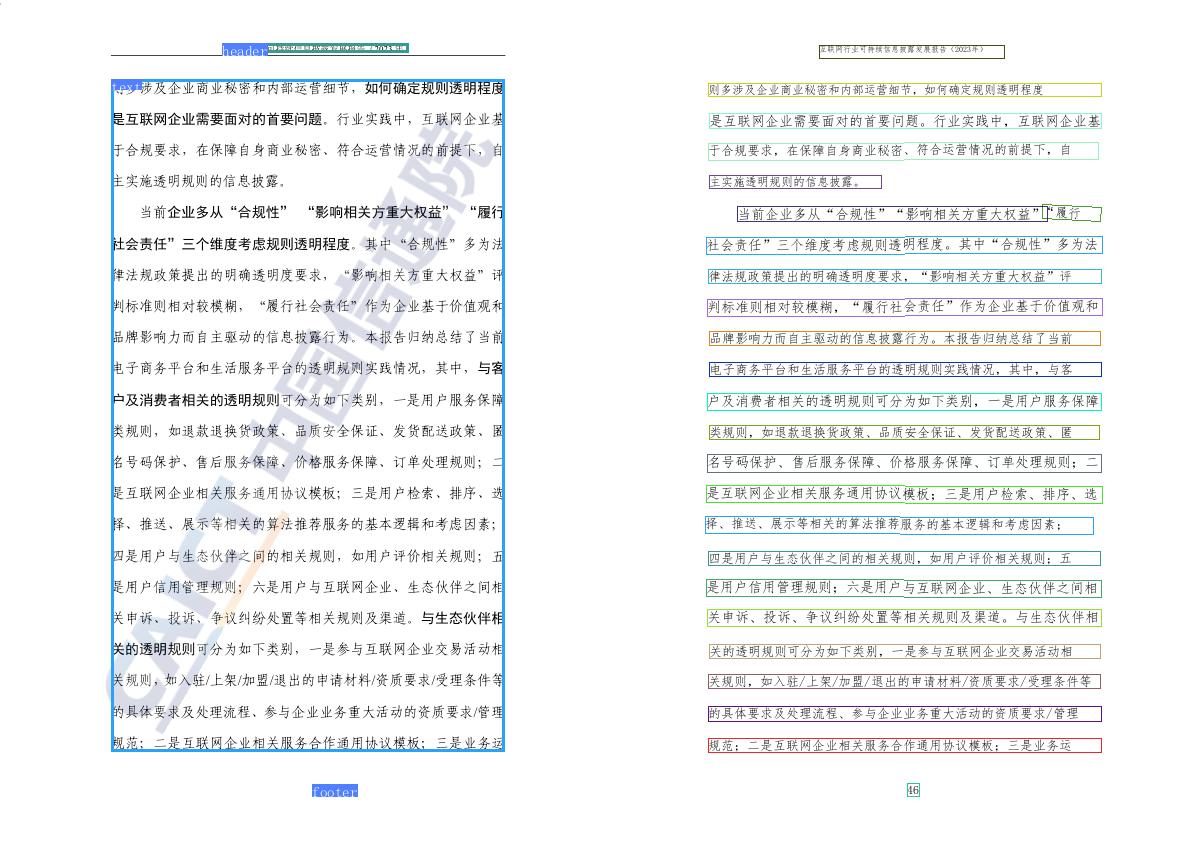 header
text
涉及企业商业秘密和内部运营细节，如何确定规则透明程度
是互联网企业需要面对的首要问题。行业实践中，互联网企业基
于合规要求，在保障自身商业秘密、符合运营情况的前提下，自
主实施透明规则的信息披露。
当前企业多从“合规性” “影响相关方重大权益” “履行
社会责任”三个维度考虑规则透明程度。其中“合规性”多为法
律法规政策提出的明确透明度要求，“影响相关方重大权益”评
判标准则相对较模糊，“履行社会责任”作为企业基于价值观和
品牌影响力而自主驱动的信息披露行为。本报告归纳总结了当前
电子商务平台和生活服务平台的透明规则实践情况，其中，与客
户及消费者相关的透明规则可分为如下类别，一是用户服务保障
类规则，如退款退换货政策、品质安全保证、发货配送政策、匿
名号码保护、售后服务保障、价格服务保障、订单处理规则；二
是互联网企业相关服务通用协议模板；三是用户检索、排序、选
择、推送、展示等相关的算法推荐服务的基本逻辑和考虑因素；
四是用户与生态伙伴之间的相关规则，如用户评价相关规则；五
是用户信用管理规则；六是用户与互联网企业、生态伙伴之间相
关申诉、投诉、争议纠纷处置等相关规则及渠道。与生态伙伴相
关的透明规则可分为如下类别，一是参与互联网企业交易活动相
关规则，如入驻/上架/加盟/退出的申请材料/资质要求/受理条件等
的具体要求及处理流程、参与企业业务重大活动的资质要求/管理
规范；二是互联网企业相关服务合作通用协议模板；三是业务运
CAICT 中国信通院
footer
互联网行业可持续信息披露发展报告（2023年）
则多涉及企业商业秘密和内部运营细节，如何确定规则透明程度
是互联网企业需要面对的首要问题。行业实践中，互联网企业基
于合规要求，在保障自身商业秘密、符合运营情况的前提下，自
主实施透明规则的信息披露。
当前企业多从“合规性”“影响相关方重大权益”“履行
社会责任”三个维度考虑规则透明程度。其中“合规性”多为法
律法规政策提出的明确透明度要求，“影响相关方重大权益”评
判标准则相对较模糊，“履行社会责任”作为企业基于价值观和
品牌影响力而自主驱动的信息披露行为。本报告归纳总结了当前
电子商务平台和生活服务平台的透明规则实践情况，其中，与客
户及消费者相关的透明规则可分为如下类别，一是用户服务保障
类规则，如退款退换货政策、品质安全保证、发货配送政策、匿
名号码保护、售后服务保障、价格服务保障、订单处理规则；二
是互联网企业相关服务通用协议模板；三是用户检索、排序、选
择、推送、展示等相关的算法推荐服务的基本逻辑和考虑因素；
四是用户与生态伙伴之间的相关规则，如用户评价相关规则；五
是用户信用管理规则；六是用户与互联网企业、生态伙伴之间相
关申诉、投诉、争议纠纷处置等相关规则及渠道。与生态伙伴相
关的透明规则可分为如下类别，一是参与互联网企业交易活动相
关规则，如入驻/上架/加盟/退出的申请材料/资质要求/受理条件等
的具体要求及处理流程、参与企业业务重大活动的资质要求/管理
规范；二是互联网企业相关服务合作通用协议模板；三是业务运
46